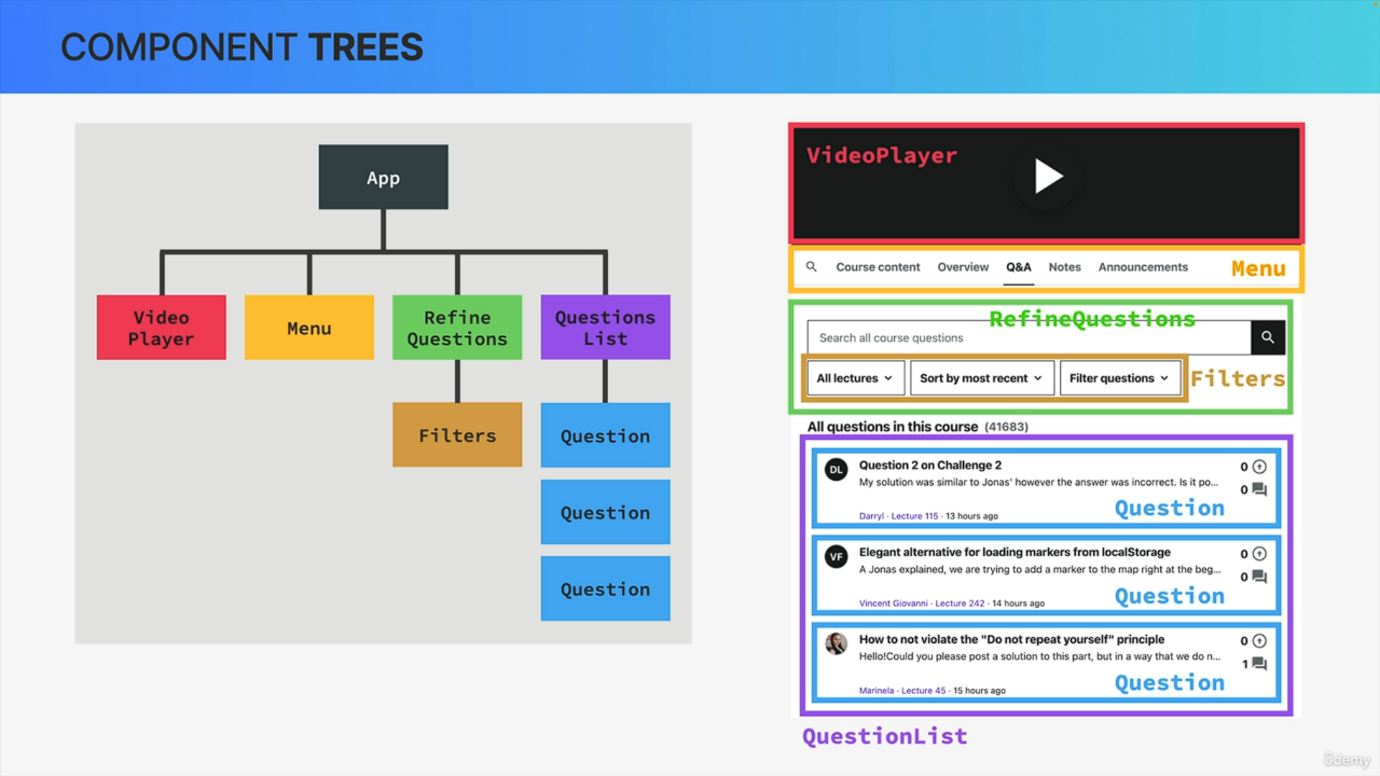 COMPONENT TREES
App
Video
Player
Menu
Refine
Questions
Questions
List
Filters
Question
Question
Question
VideoPlayer
Course content Overview Q&A Notes Announcements Menu
RefineQuestions
Search all course questions
All lectures Sort by most recent Filter questions Filters
All questions in this course (41683)
DL Question 2 on Challenge 2 0
My solution was similar to Jonas' however the answer was incorrect. Is it po...
0
Question
Darryl · Lecture 115 · 13 hours ago
VF Elegant alternative for loading markers from localStorage 0
A Jonas explained, we are trying to add a marker to the map right at the beg...
0
Question
Vincent Giovanni · Lecture 242 · 14 hours ago
How to not violate the "Do not repeat yourself" principle 0
Hello!Could you please post a solution to this part, but in a way that we do n...
1
Question
Marinela · Lecture 45 · 15 hours ago
QuestionList
ûdemy